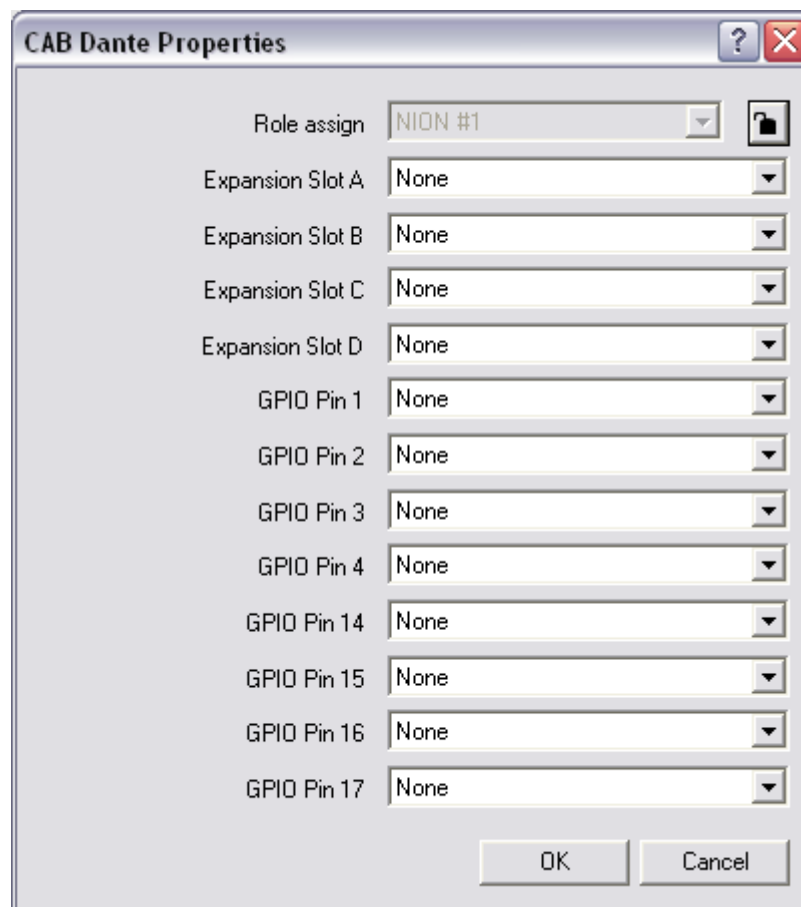 CAB Dante Properties
?
Role assign NION #1
Expansion Slot A None
Expansion Slot B None
Expansion Slot C None
Expansion Slot D None
GPIO Pin 1 None
GPIO Pin 2 None
GPIO Pin 3 None
GPIO Pin 4 None
GPIO Pin 14 None
GPIO Pin 15 None
GPIO Pin 16 None
GPIO Pin 17 None
OK Cancel